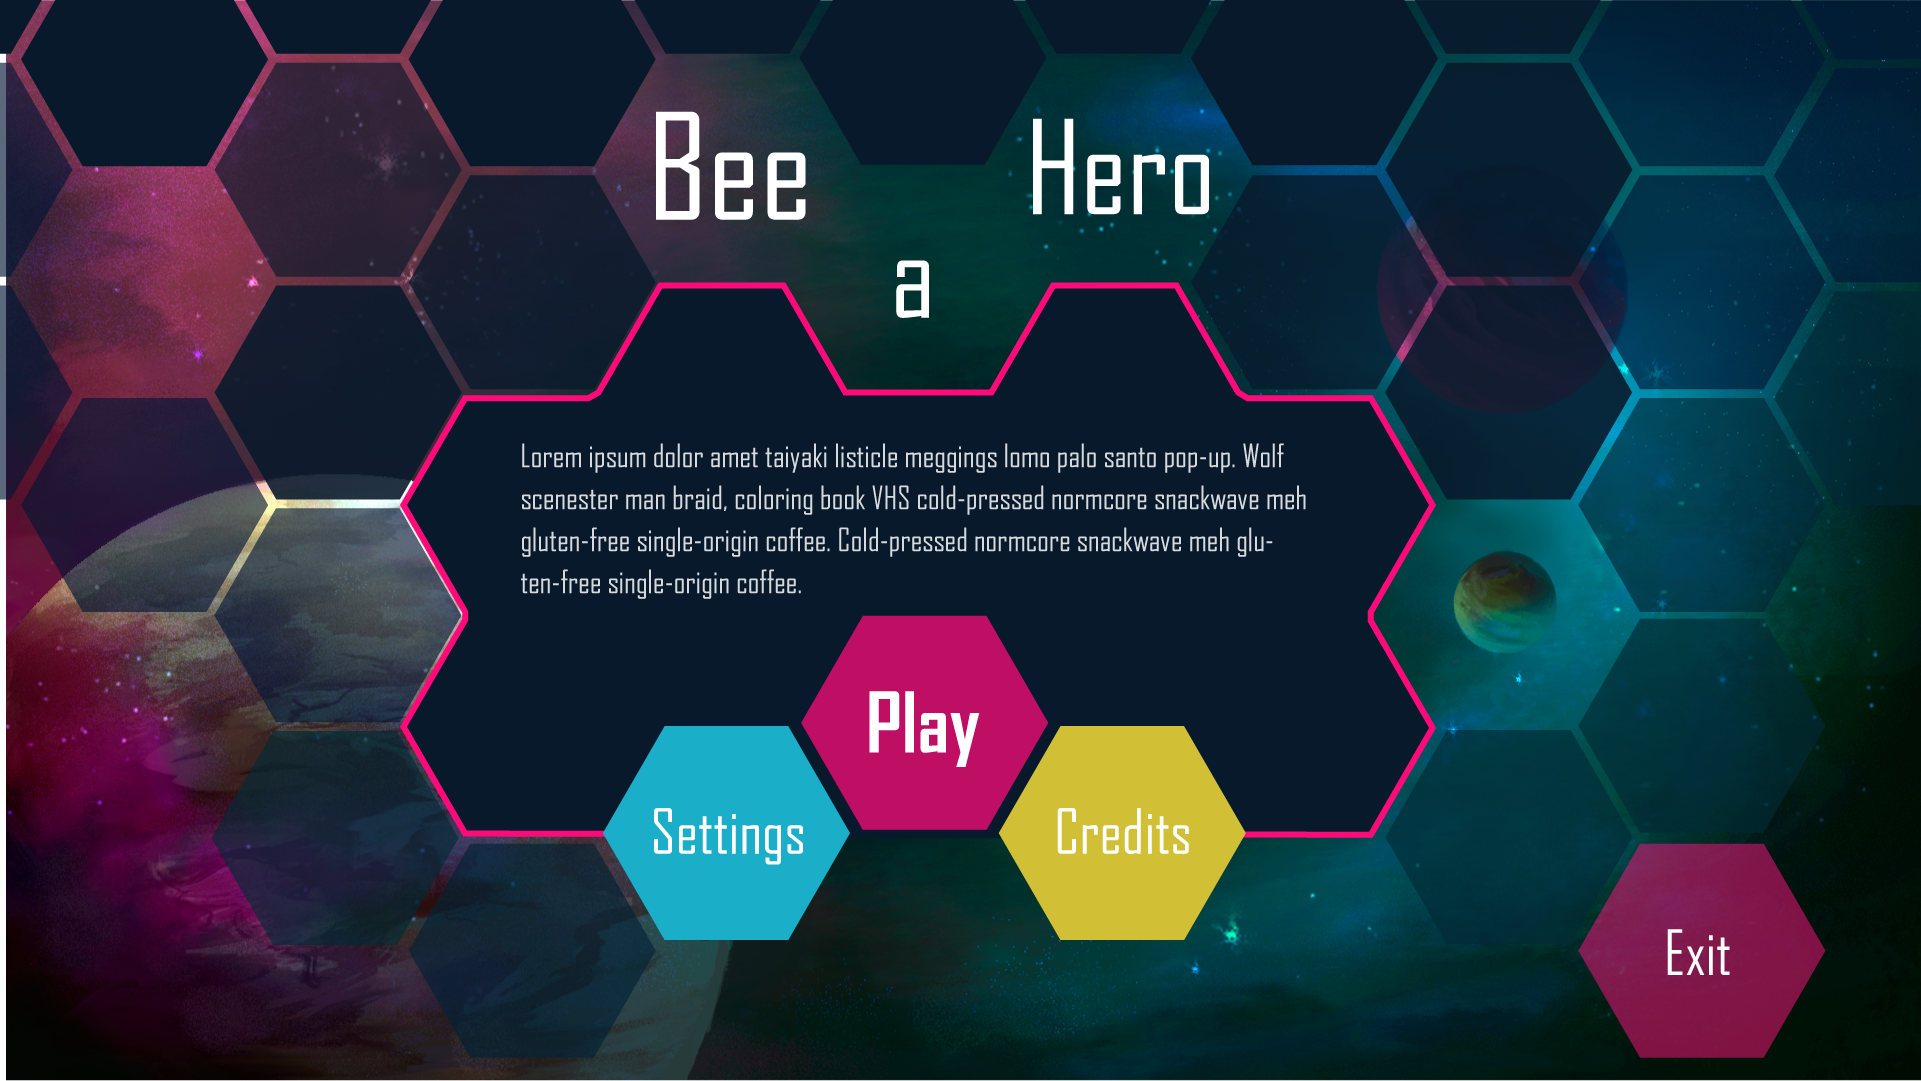 Bee
a
Hero
Lorem ipsum dolor amet taiyaki listicle meggings lomo palo santo pop-up. Wolf
scenester man braid, coloring book VHS cold-pressed normcore snackwave meh
gluten-free single-origin coffee. Cold-pressed normcore snackwave meh glu-
ten-free single-origin coffee.
Play
Settings
Credits
Exit